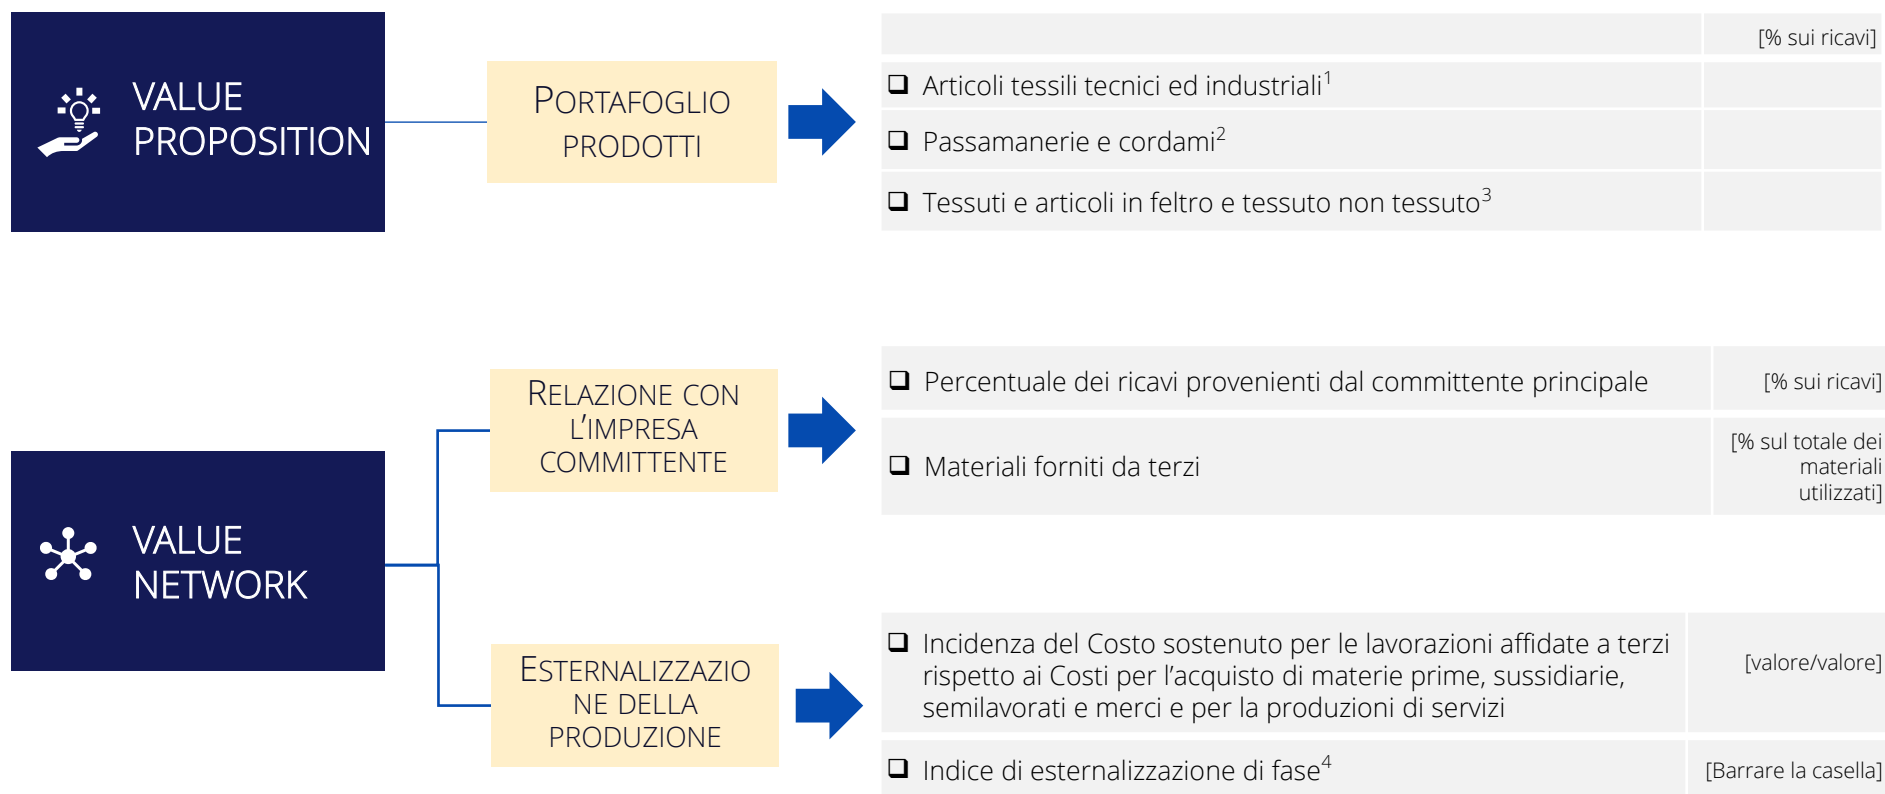 VALUE
PROPOSITION
PORTAFOGLIO
PRODOTTI
[% sui ricavi]
❑ Articoli tessili tecnici ed industriali¹
❑ Passamanerie e cordami²
❑ Tessuti e articoli in feltro e tessuto non tessuto³
VALUE
NETWORK
RELAZIONE CON
L'IMPRESA
COMMITTENTE
❑ Percentuale dei ricavi provenienti dal committente principale
[% sui ricavi]
❑ Materiali forniti da terzi
[% sul totale dei
materiali
utilizzati]
ESTERNALIZZAZIO
NE DELLA
PRODUZIONE
❑ Incidenza del Costo sostenuto per le lavorazioni affidate a terzi
rispetto ai Costi per l'acquisto di materie prime, sussidiarie,
semilavorati e merci e per la produzioni di servizi
[valore/valore]
❑ Indice di esternalizzazione di fase⁴
[Barrare la casella]